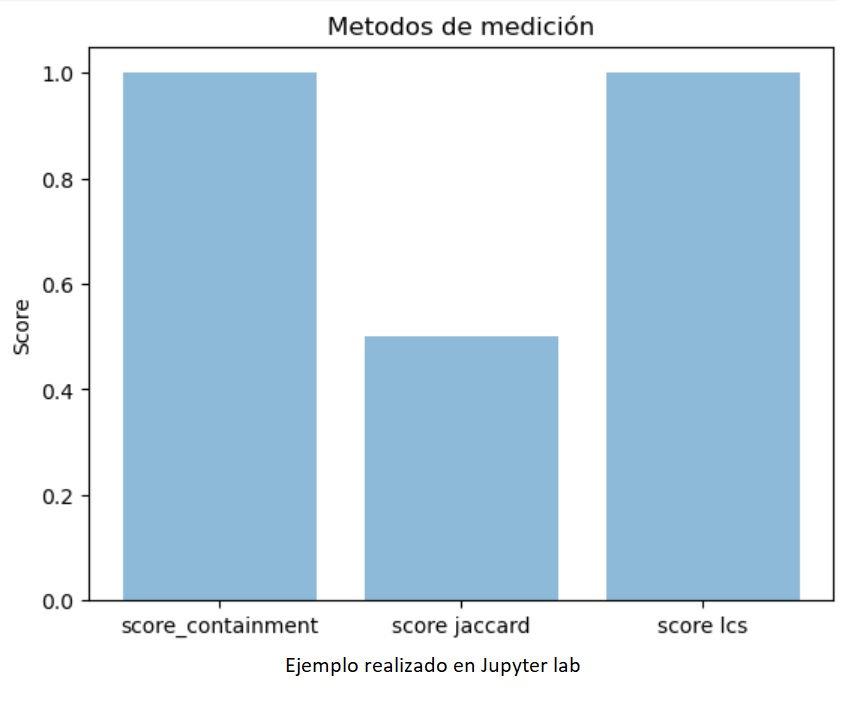 Metodos de medición
1.0
0.8
0.6
0.4
0.2
0.0
Score
score_containment
score jaccard
score lcs
Ejemplo realizado en Jupyter lab